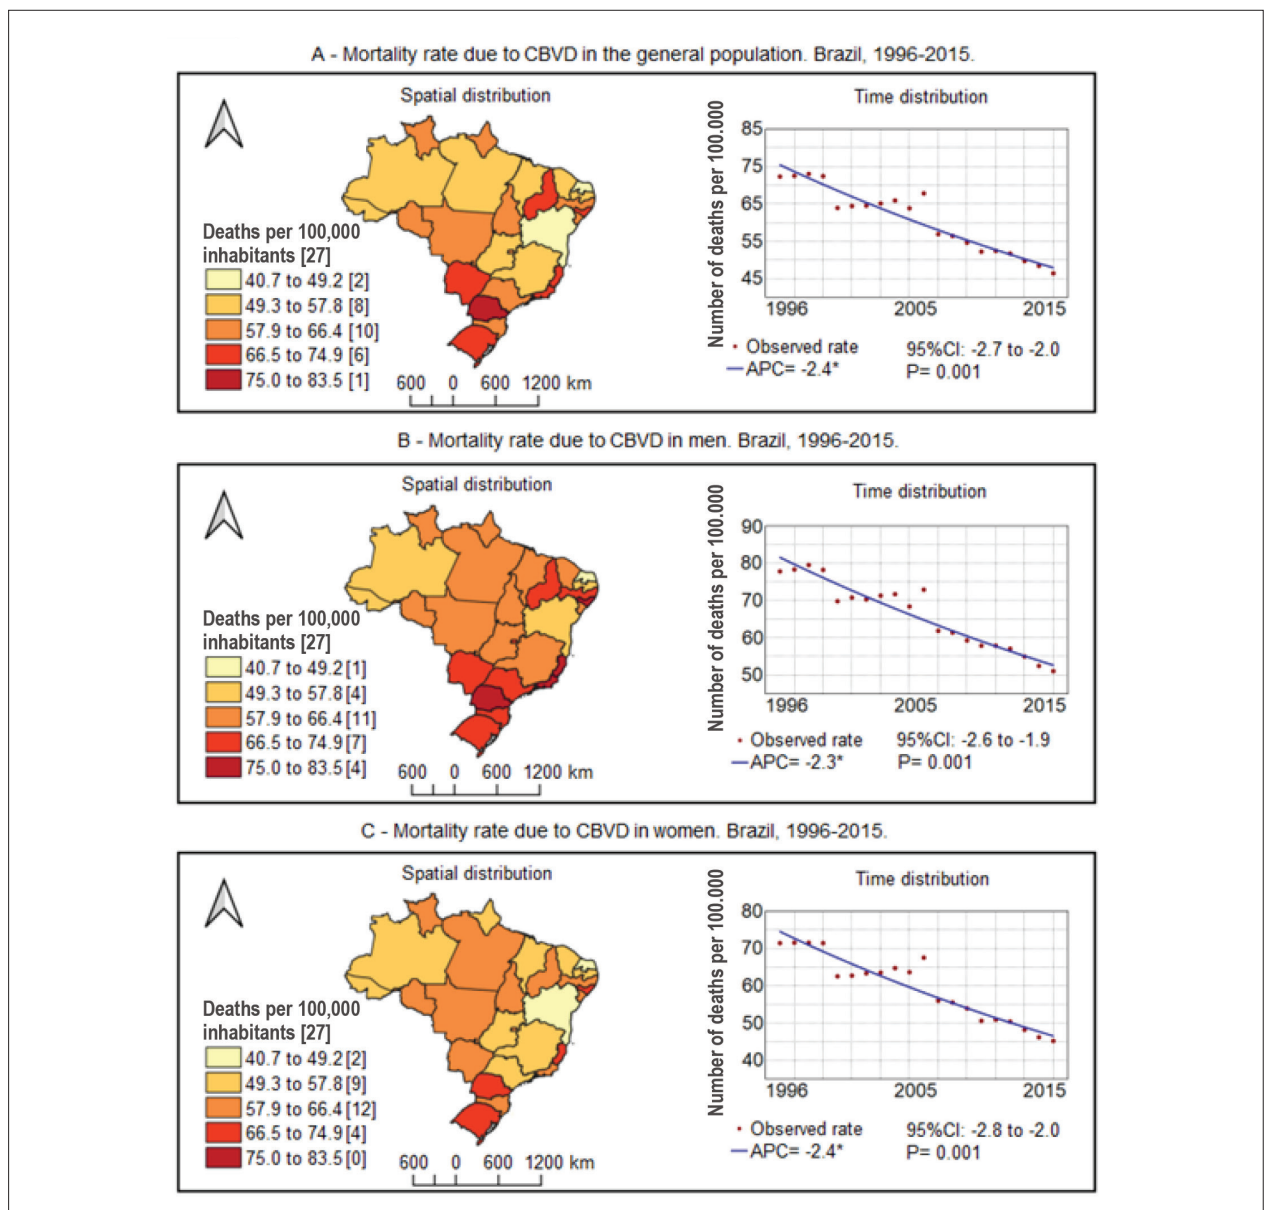 A - Mortality rate due to CBVD in the general population. Brazil, 1996-2015.
Spatial distribution
Deaths per 100,000
inhabitants [27]
40.7 to 49.2 [2]
49.3 to 57.8 [8]
57.9 to 66.4 [10]
66.5 to 74.9 [6]
75.0 to 83.5 [1]
600 0 600 1200 km
Time distribution
Number of deaths per 100.000
85
75
65
55
45
1996 2005 2015
Observed rate
APC= -2.4*
95%CI: -2.7 to -2.0
P= 0.001
B - Mortality rate due to CBVD in men. Brazil, 1996-2015.
Spatial distribution
Deaths per 100,000
inhabitants [27]
40.7 to 49.2 [1]
49.3 to 57.8 [4]
57.9 to 66.4 [11]
66.5 to 74.9 [7]
75.0 to 83.5 [4]
600 0 600 1200 km
Time distribution
Number of deaths per 100.000
90
80
70
60
50
1996 2005 2015
Observed rate
APC= -2.3*
95%CI: -2.6 to -1.9
P= 0.001
C - Mortality rate due to CBVD in women. Brazil, 1996-2015.
Spatial distribution
Deaths per 100,000
inhabitants [27]
40.7 to 49.2 [2]
49.3 to 57.8 [9]
57.9 to 66.4 [12]
66.5 to 74.9 [4]
75.0 to 83.5 [0]
600 0 600 1200 km
Time distribution
Number of deaths per 100.000
80
70
60
50
40
1996 2005 2015
Observed rate
APC= -2.4*
95%CI: -2.8 to -2.0
P= 0.001